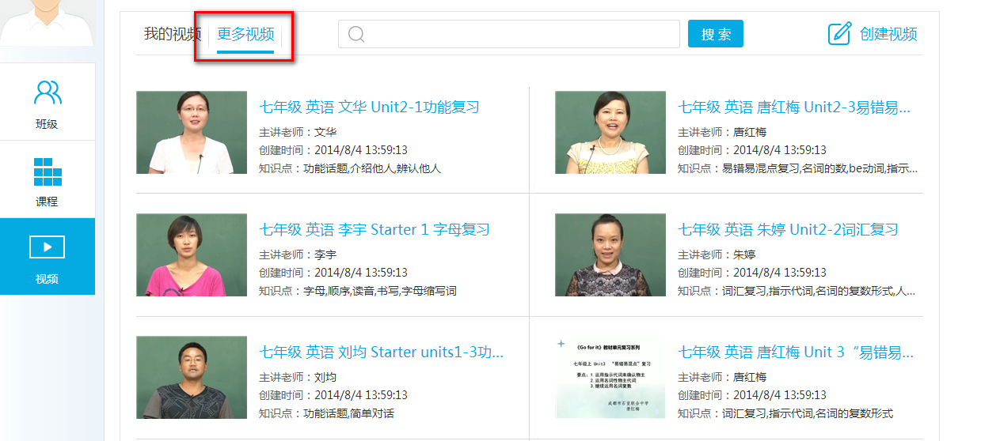 我的视频
更多视频
搜 索
创建视频
班级
课程
视频
七年级 英语 文华 Unit2-1功能复习
主讲老师：文华
创建时间：2014/8/4 13:59:13
知识点：功能话题,介绍他人,辨认他人
七年级 英语 唐红梅 Unit2-3易错易...
主讲老师：唐红梅
创建时间：2014/8/4 13:59:13
知识点：易错易混点复习,名词的数,be动词,指示...
七年级 英语 李宇 Starter 1 字母复习
主讲老师：李宇
创建时间：2014/8/4 13:59:13
知识点：字母,顺序,读音,书写,字母缩写词
七年级 英语 朱婷 Unit2-2词汇复习
主讲老师：朱婷
创建时间：2014/8/4 13:59:13
知识点：词汇复习,指示代词,名词的复数形式,人...
七年级 英语 刘均 Starter units1-3功...
主讲老师：刘均
创建时间：2014/8/4 13:59:13
知识点：功能话题,简单对话
《Go for it》教材单元复习系列
七年级上 Unit3 “易错易混点”复习
要点：1. 运用指示代词来确认物主
2. 运用名词性物主代词
3. 继续运用名词复数
成都市石室联合中学
唐红梅
七年级 英语 唐红梅 Unit 3“易错易...
主讲老师：唐红梅
创建时间：2014/8/4 13:59:13
知识点：词汇复习,指示代词,名词的复数形式